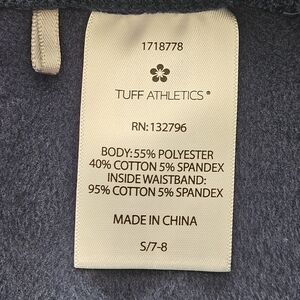 1718778
TUFF ATHLETICS®
RN:132796
BODY:55% POLYESTER
40% COTTON 5% SPANDEX
INSIDE WAISTBAND:
95% COTTON 5% SPANDEX
MADE IN CHINA
S/7-8